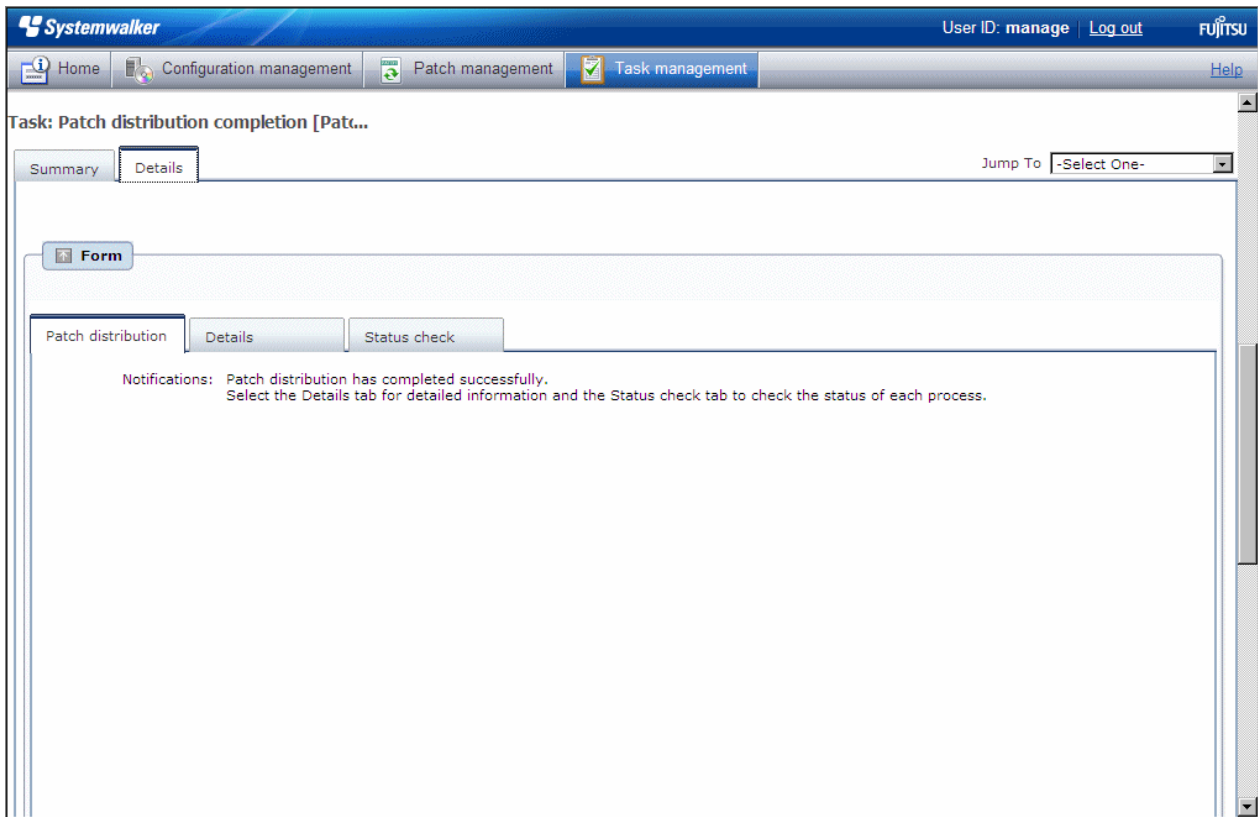 Systemwalker User ID: manage Log out FUJITSU
Home Configuration management Patch management Task management Help
Task: Patch distribution completion [Patc...
Summary Details Jump To -Select One-
Form
Patch distribution Details Status check
Notifications: Patch distribution has completed successfully.
Select the Details tab for detailed information and the Status check tab to check the status of each process.